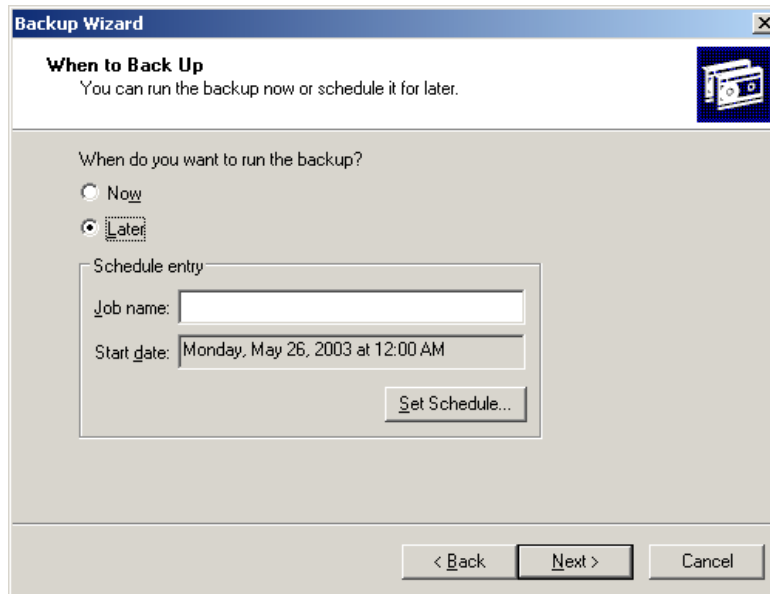 Backup Wizard
When to Back Up
You can run the backup now or schedule it for later.
When do you want to run the backup?
Now
Later
Schedule entry
Job name:
Start date: Monday, May 26, 2003 at 12:00 AM
Set Schedule...
< Back Next > Cancel